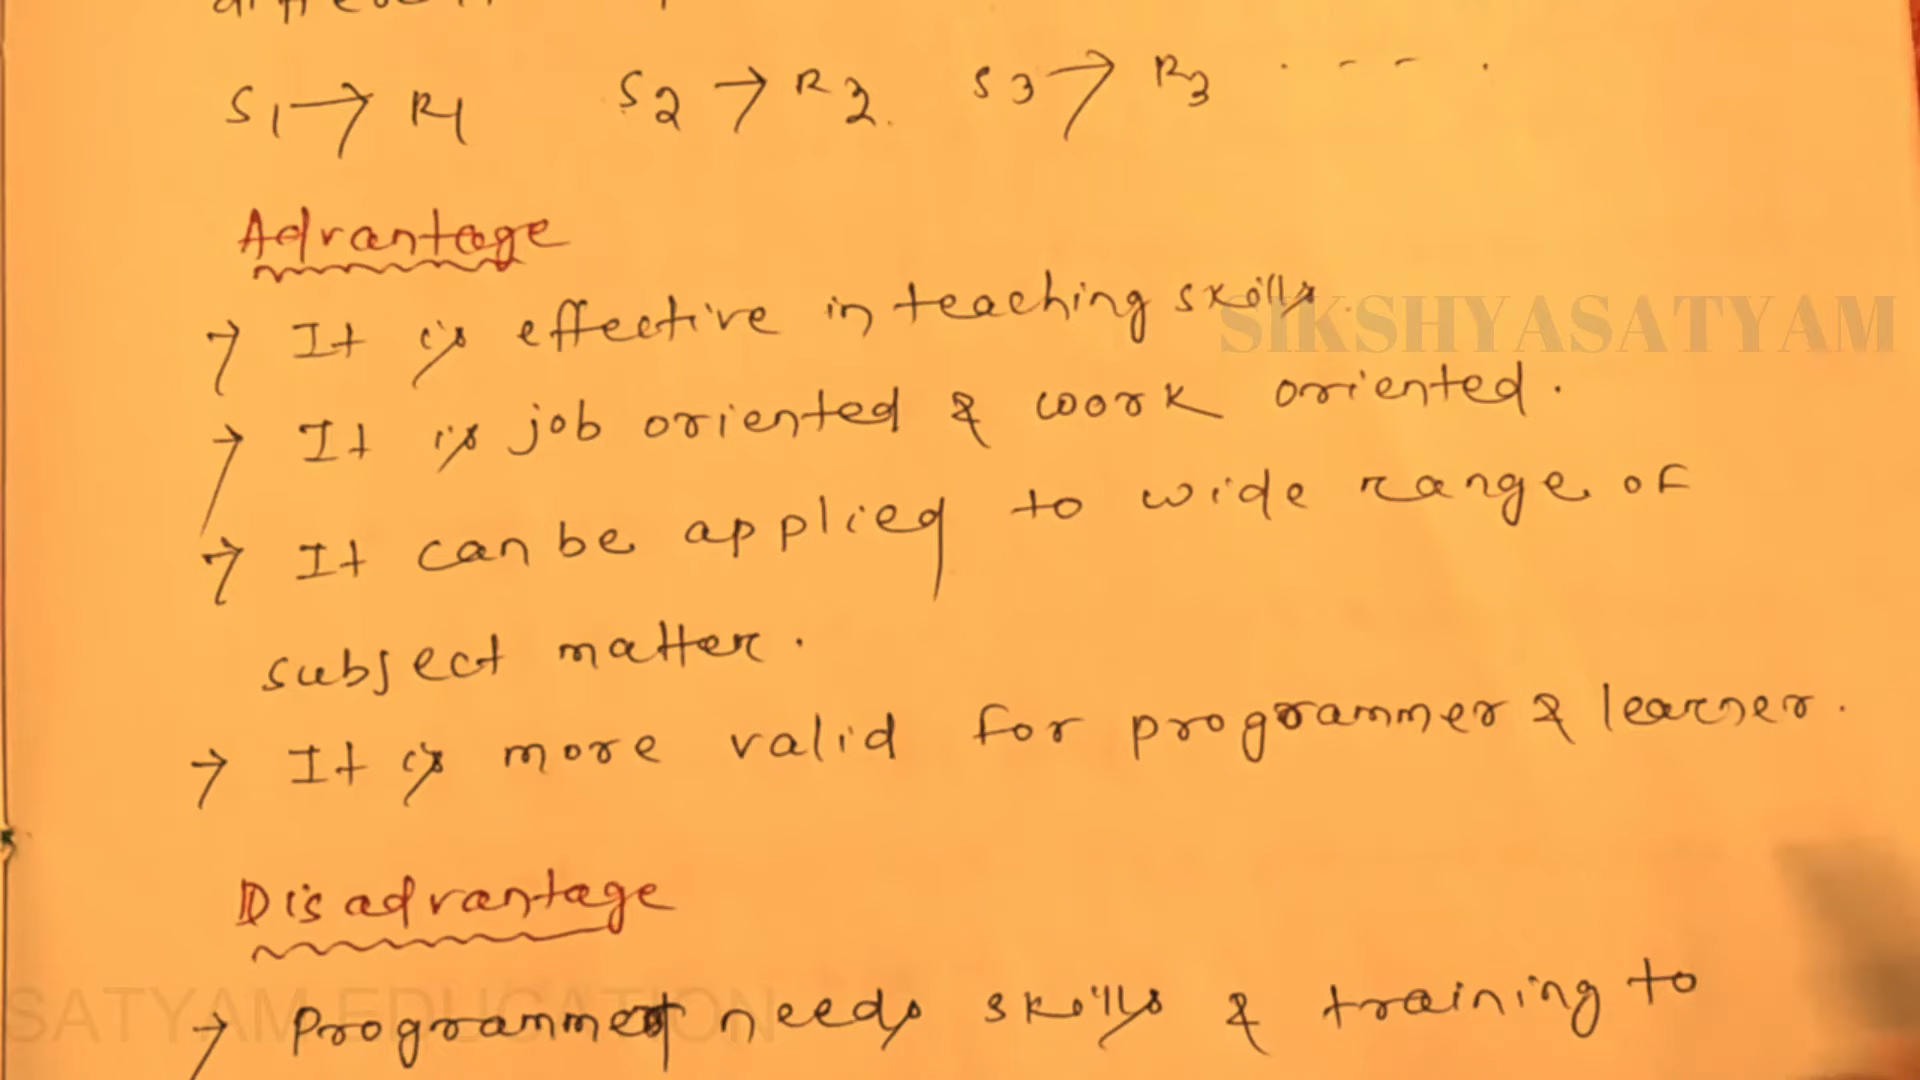 S1 → R1 S2 → R2. S3 → R3 . - - - .
Advantage
→ It is effective in teaching skills.
SIKSHYASATYAM
→ It is job oriented & work oriented.
→ It can be applied to wide range of
subject matter.
→ It is more valid for programmer & learner.
Disadvantage
SATYAM EDUCATION
→ Programmer needs skills & training to